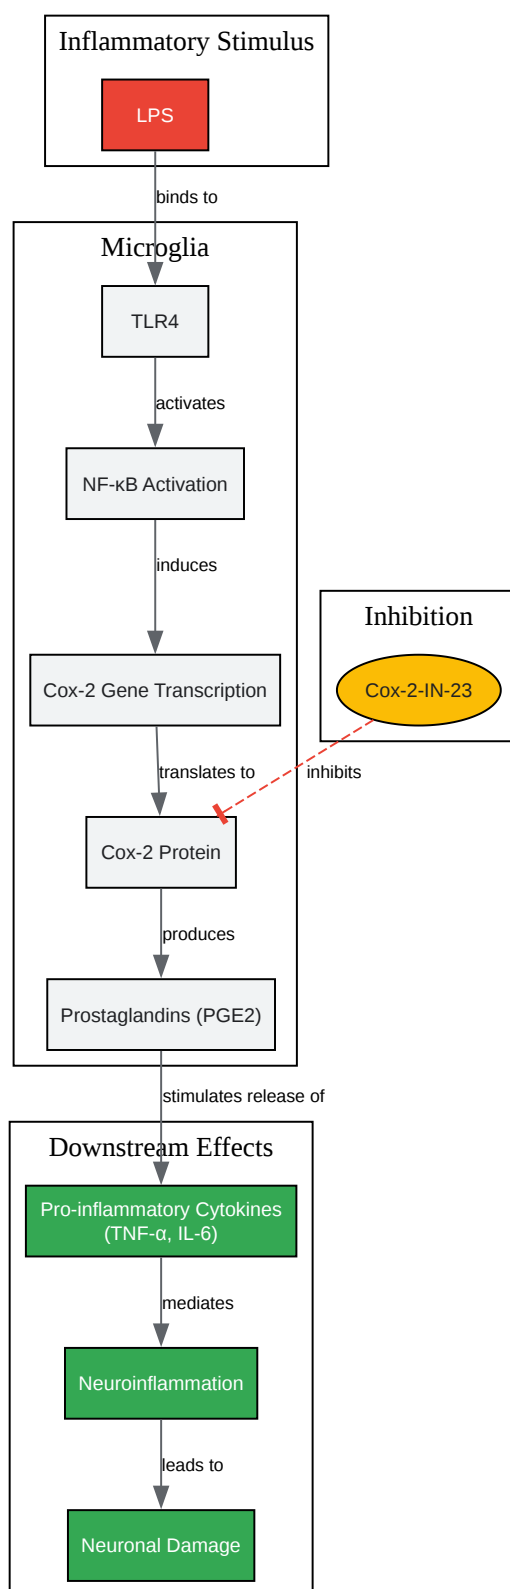 Inflammatory Stimulus
LPS
binds to
Microglia
TLR4
activates
NF-κB Activation
induces
Inhibition
Cox-2 Gene Transcription
Cox-2-IN-23
translates to
inhibits
Cox-2 Protein
produces
Prostaglandins (PGE2)
stimulates release of
Downstream Effects
Pro-inflammatory Cytokines
(TNF-α, IL-6)
mediates
Neuroinflammation
leads to
Neuronal Damage